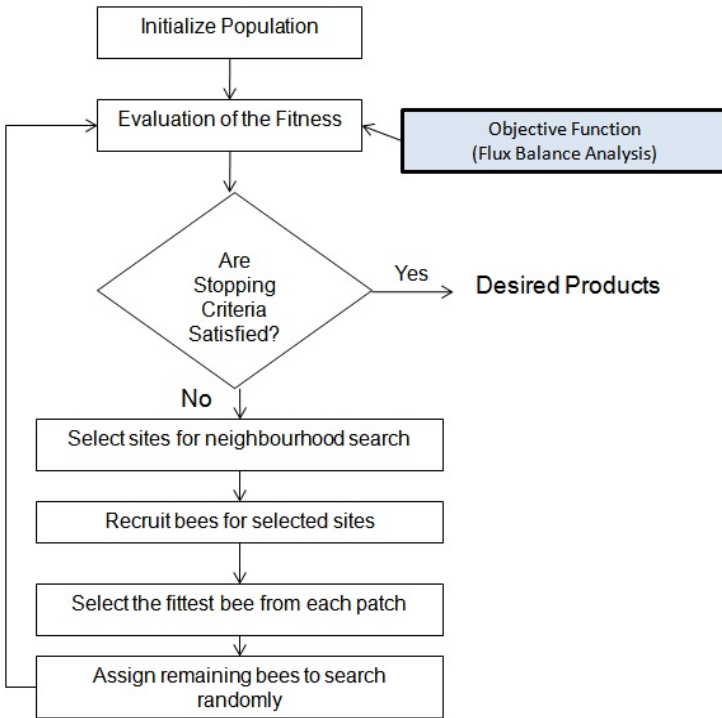 Initialize Population
Evaluation of the Fitness
Objective Function
(Flux Balance Analysis)
Are
Stopping
Criteria
Satisfied?
Yes
Desired Products
No
Select sites for neighbourhood search
Recruit bees for selected sites
Select the fittest bee from each patch
Assign remaining bees to search
randomly